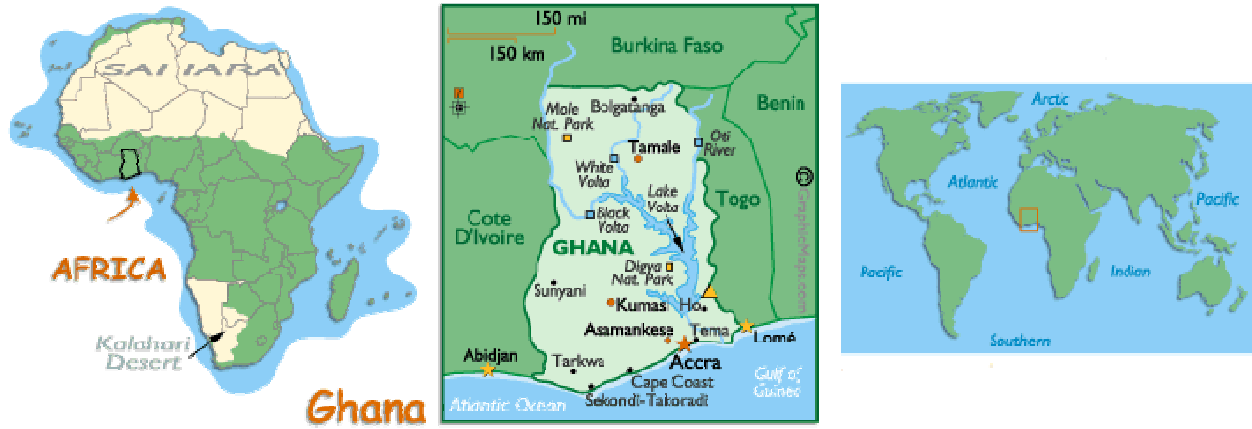 SAHARA
AFRICA
Kalahari
Desert
Ghana
150 mi
150 km
Burkina Faso
Benin
Togo
Cote
D'Ivoire
N
Mole
Nat. Park
Bolgatanga
Tamale
Oti
River
White
Volta
Lake
Volta
Black
Volta
GHANA
Digya
Nat. Park
Sunyani
Kumasi
Ho
Asamankese
Tema
Lomé
Abidjan
Tarkwa
Accra
Cape Coast
Sekondi-Takoradi
Atlantic Ocean
Gulf of
Guinea
GraphicMaps.com
Arctic
Atlantic
Pacific
Pacific
Indian
Southern